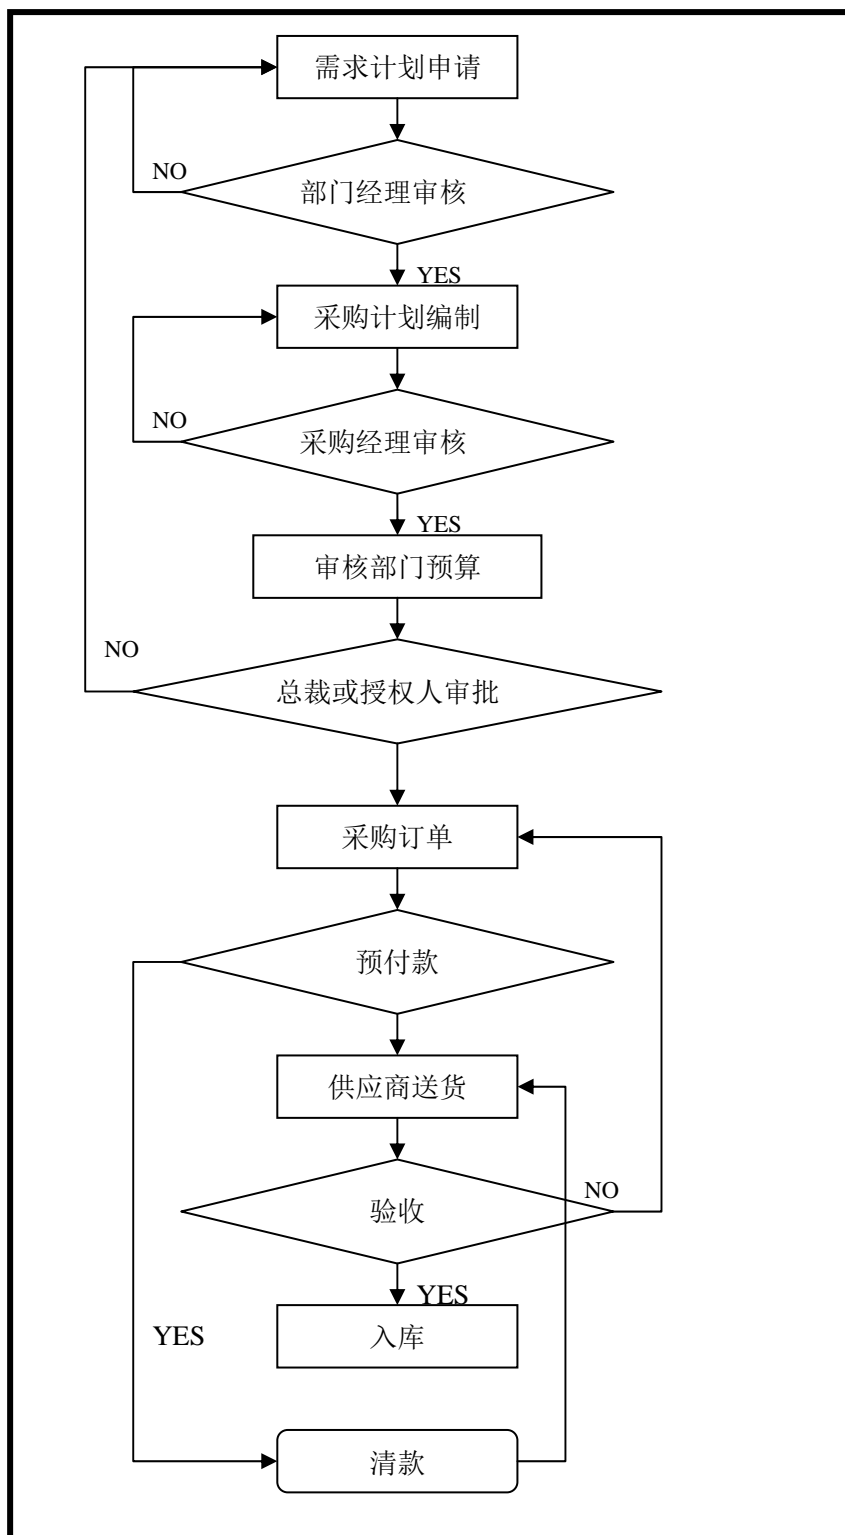 需求计划申请
NO
部门经理审核
YES
采购计划编制
NO
采购经理审核
YES
审核部门预算
NO
总裁或授权人审批
采购订单
预付款
供应商送货
NO
验收
YES
入库
YES
清款